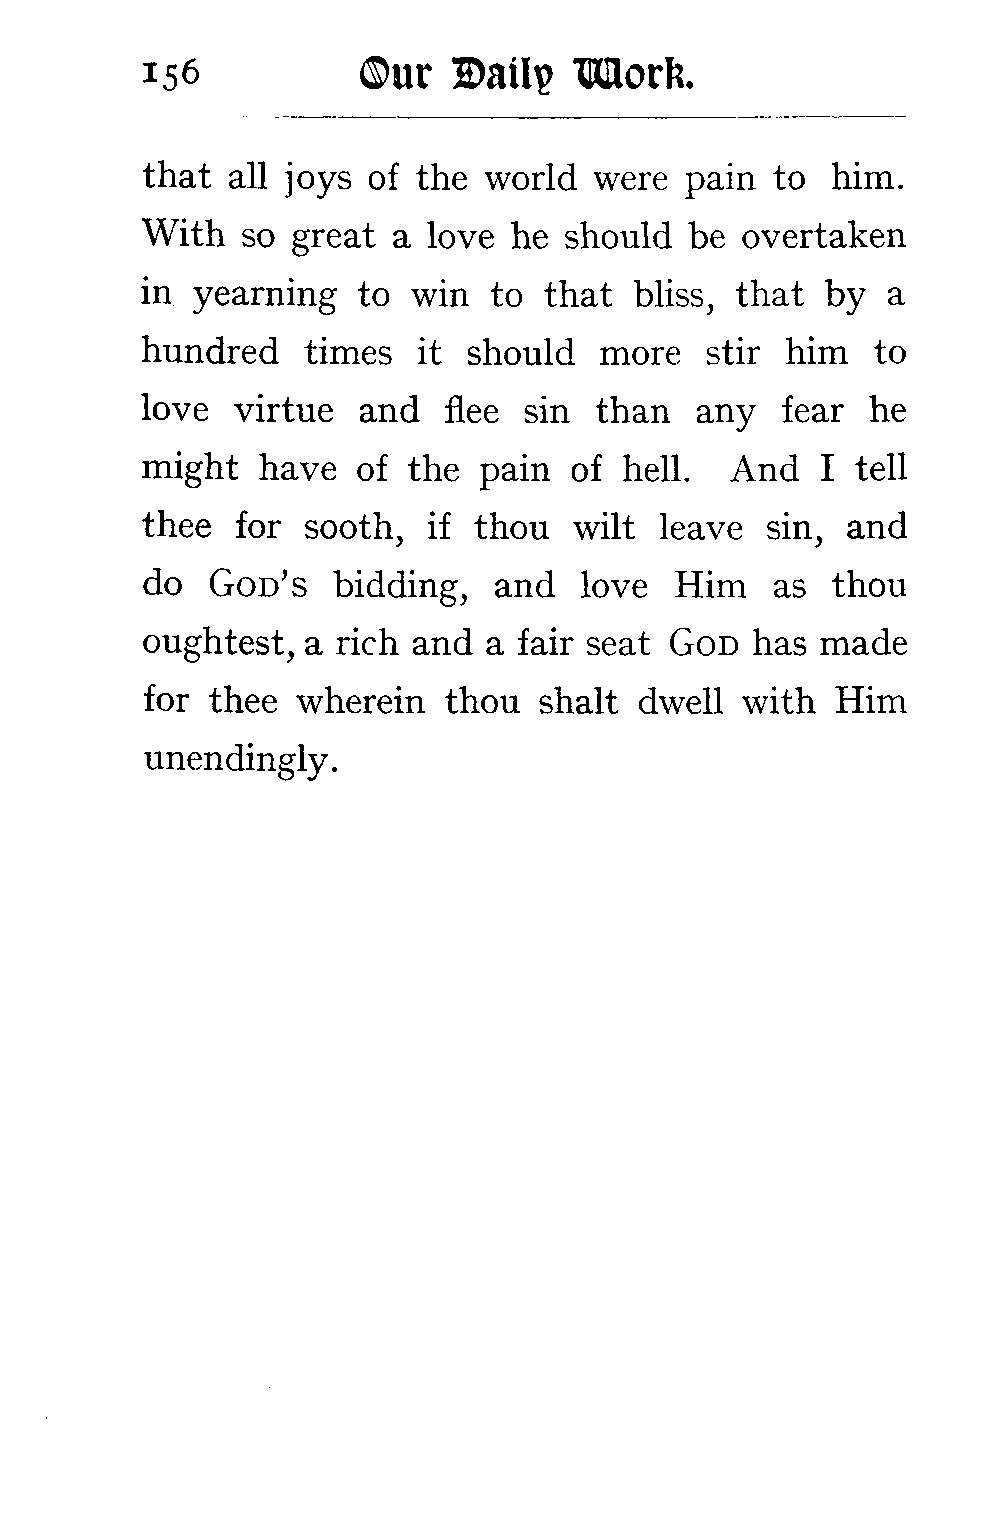 156 Our Daily Work.
that all joys of the world were pain to him.
With so great a love he should be overtaken
in yearning to win to that bliss, that by a
hundred times it should more stir him to
love virtue and flee sin than any fear he
might have of the pain of hell. And I tell
thee for sooth, if thou wilt leave sin, and
do GOD'S bidding, and love Him as thou
oughtest, a rich and a fair seat GOD has made
for thee wherein thou shalt dwell with Him
unendingly.